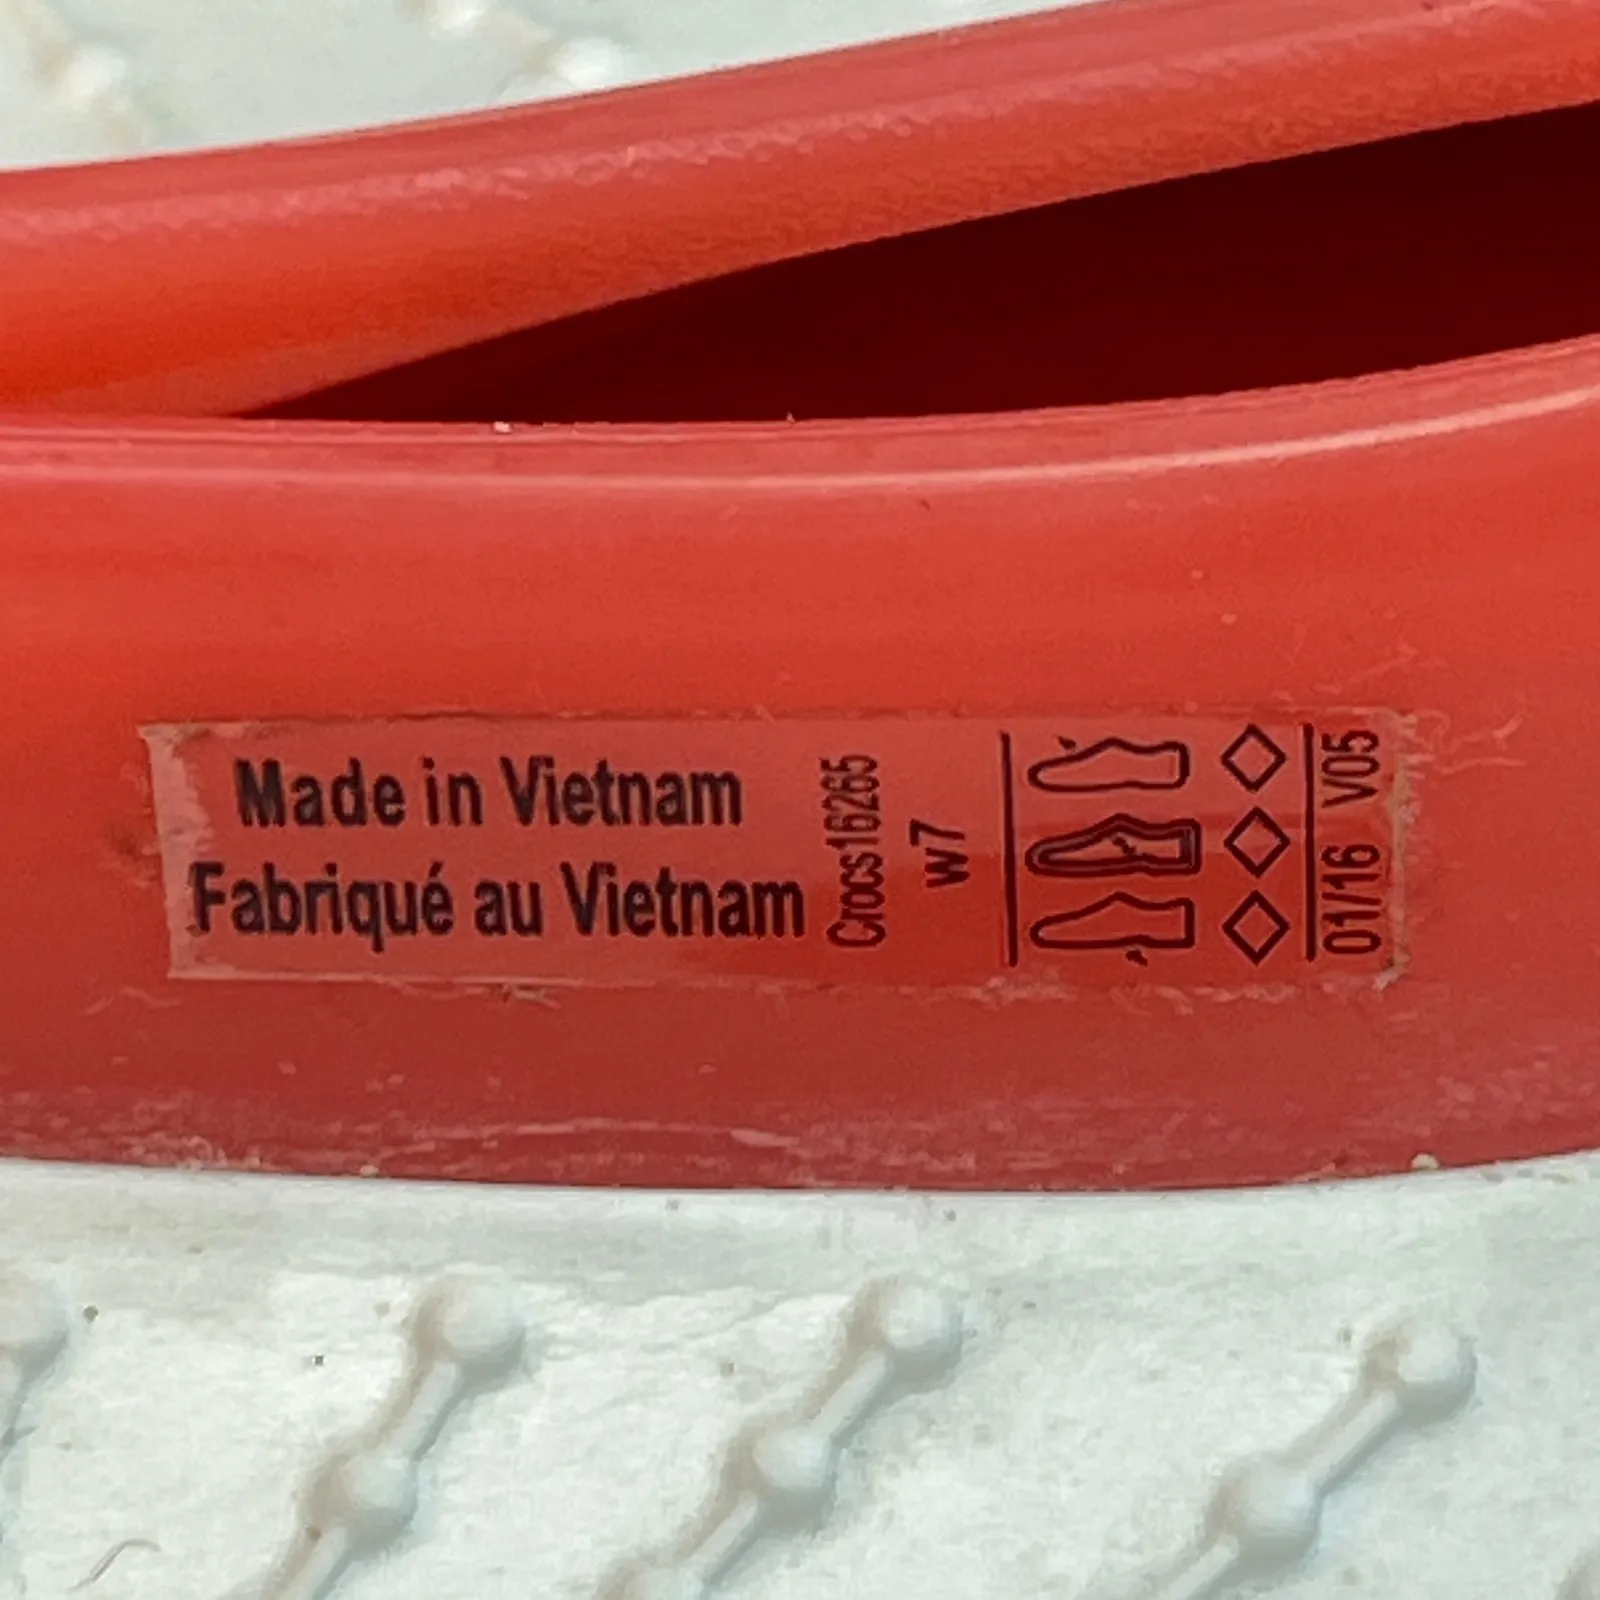 Made in Vietnam
Fabriqué au Vietnam
Crocs16265
w7
01/16 V05